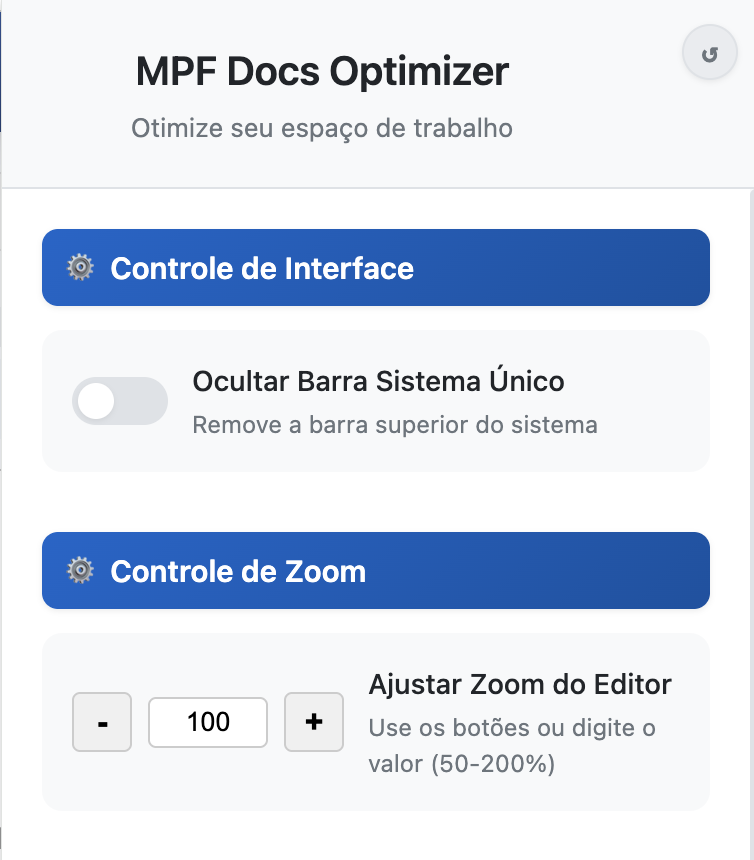 MPF Docs Optimizer
↺
Otimize seu espaço de trabalho
⚙️ Controle de Interface
Ocultar Barra Sistema Único
Remove a barra superior do sistema
⚙️ Controle de Zoom
- 100 +
Ajustar Zoom do Editor
Use os botões ou digite o
valor (50-200%)